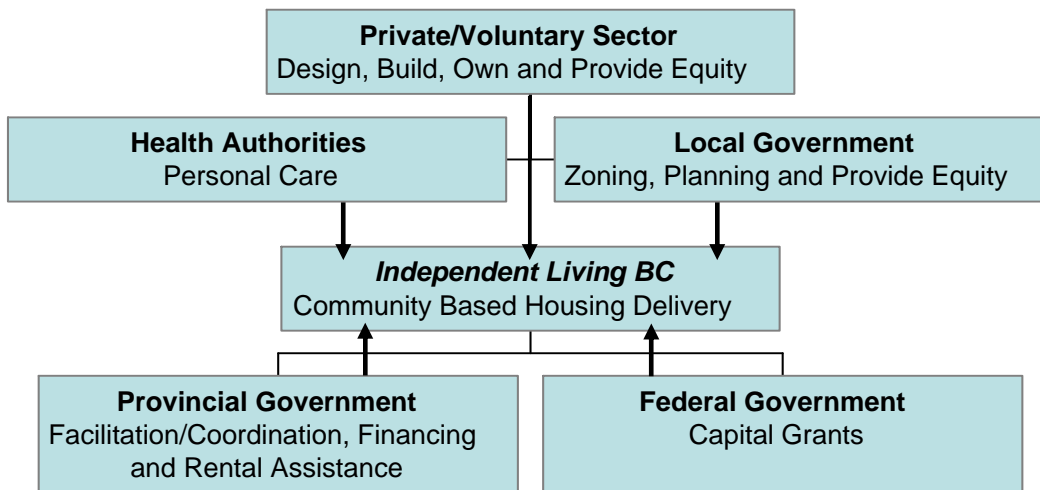 Private/Voluntary Sector
Design, Build, Own and Provide Equity
Health Authorities
Personal Care
Local Government
Zoning, Planning and Provide Equity
Independent Living BC
Community Based Housing Delivery
Provincial Government
Facilitation/Coordination, Financing
and Rental Assistance
Federal Government
Capital Grants